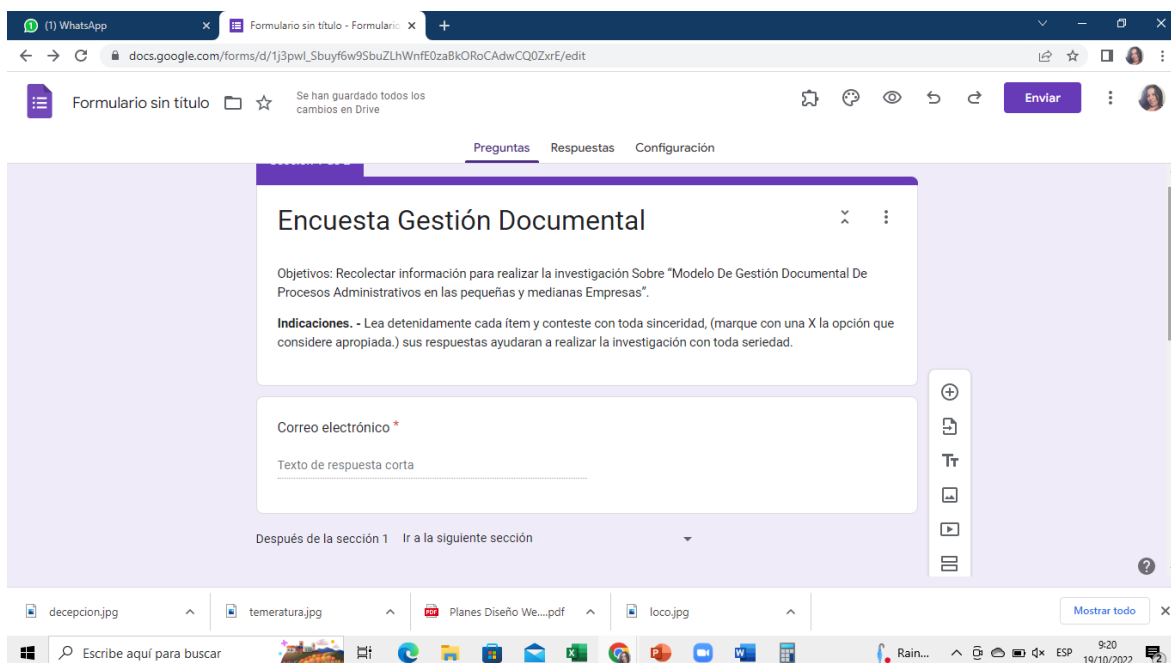 (1) WhatsApp
Formulario sin título - Formulario
docs.google.com/forms/d/1j3pwl_Sbuyf6w9SbuZLhWnfE0zaBkORoCAdwCQ0ZxrE/edit
Formulario sin título
Se han guardado todos los
cambios en Drive
Enviar
Preguntas Respuestas Configuración
Encuesta Gestión Documental
Objetivos: Recolectar información para realizar la investigación Sobre “Modelo De Gestión Documental De
Procesos Administrativos en las pequeñas y medianas Empresas”.
Indicaciones. - Lea detenidamente cada ítem y conteste con toda sinceridad, (marque con una X la opción que
considere apropiada.) sus respuestas ayudaran a realizar la investigación con toda seriedad.
Correo electrónico *
Texto de respuesta corta
Después de la sección 1 Ir a la siguiente sección
decepcion.jpg temeratura.jpg Planes Diseño We....pdf loco.jpg Mostrar todo
Escribe aquí para buscar
Rain... ESP
9:20
19/10/2022